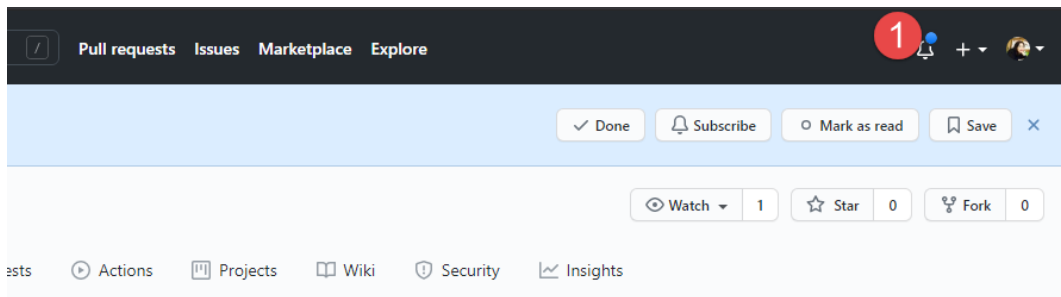 / Pull requests Issues Marketplace Explore 1
Done Subscribe Mark as read Save
Watch 1 Star 0 Fork 0
ests Actions Projects Wiki Security Insights